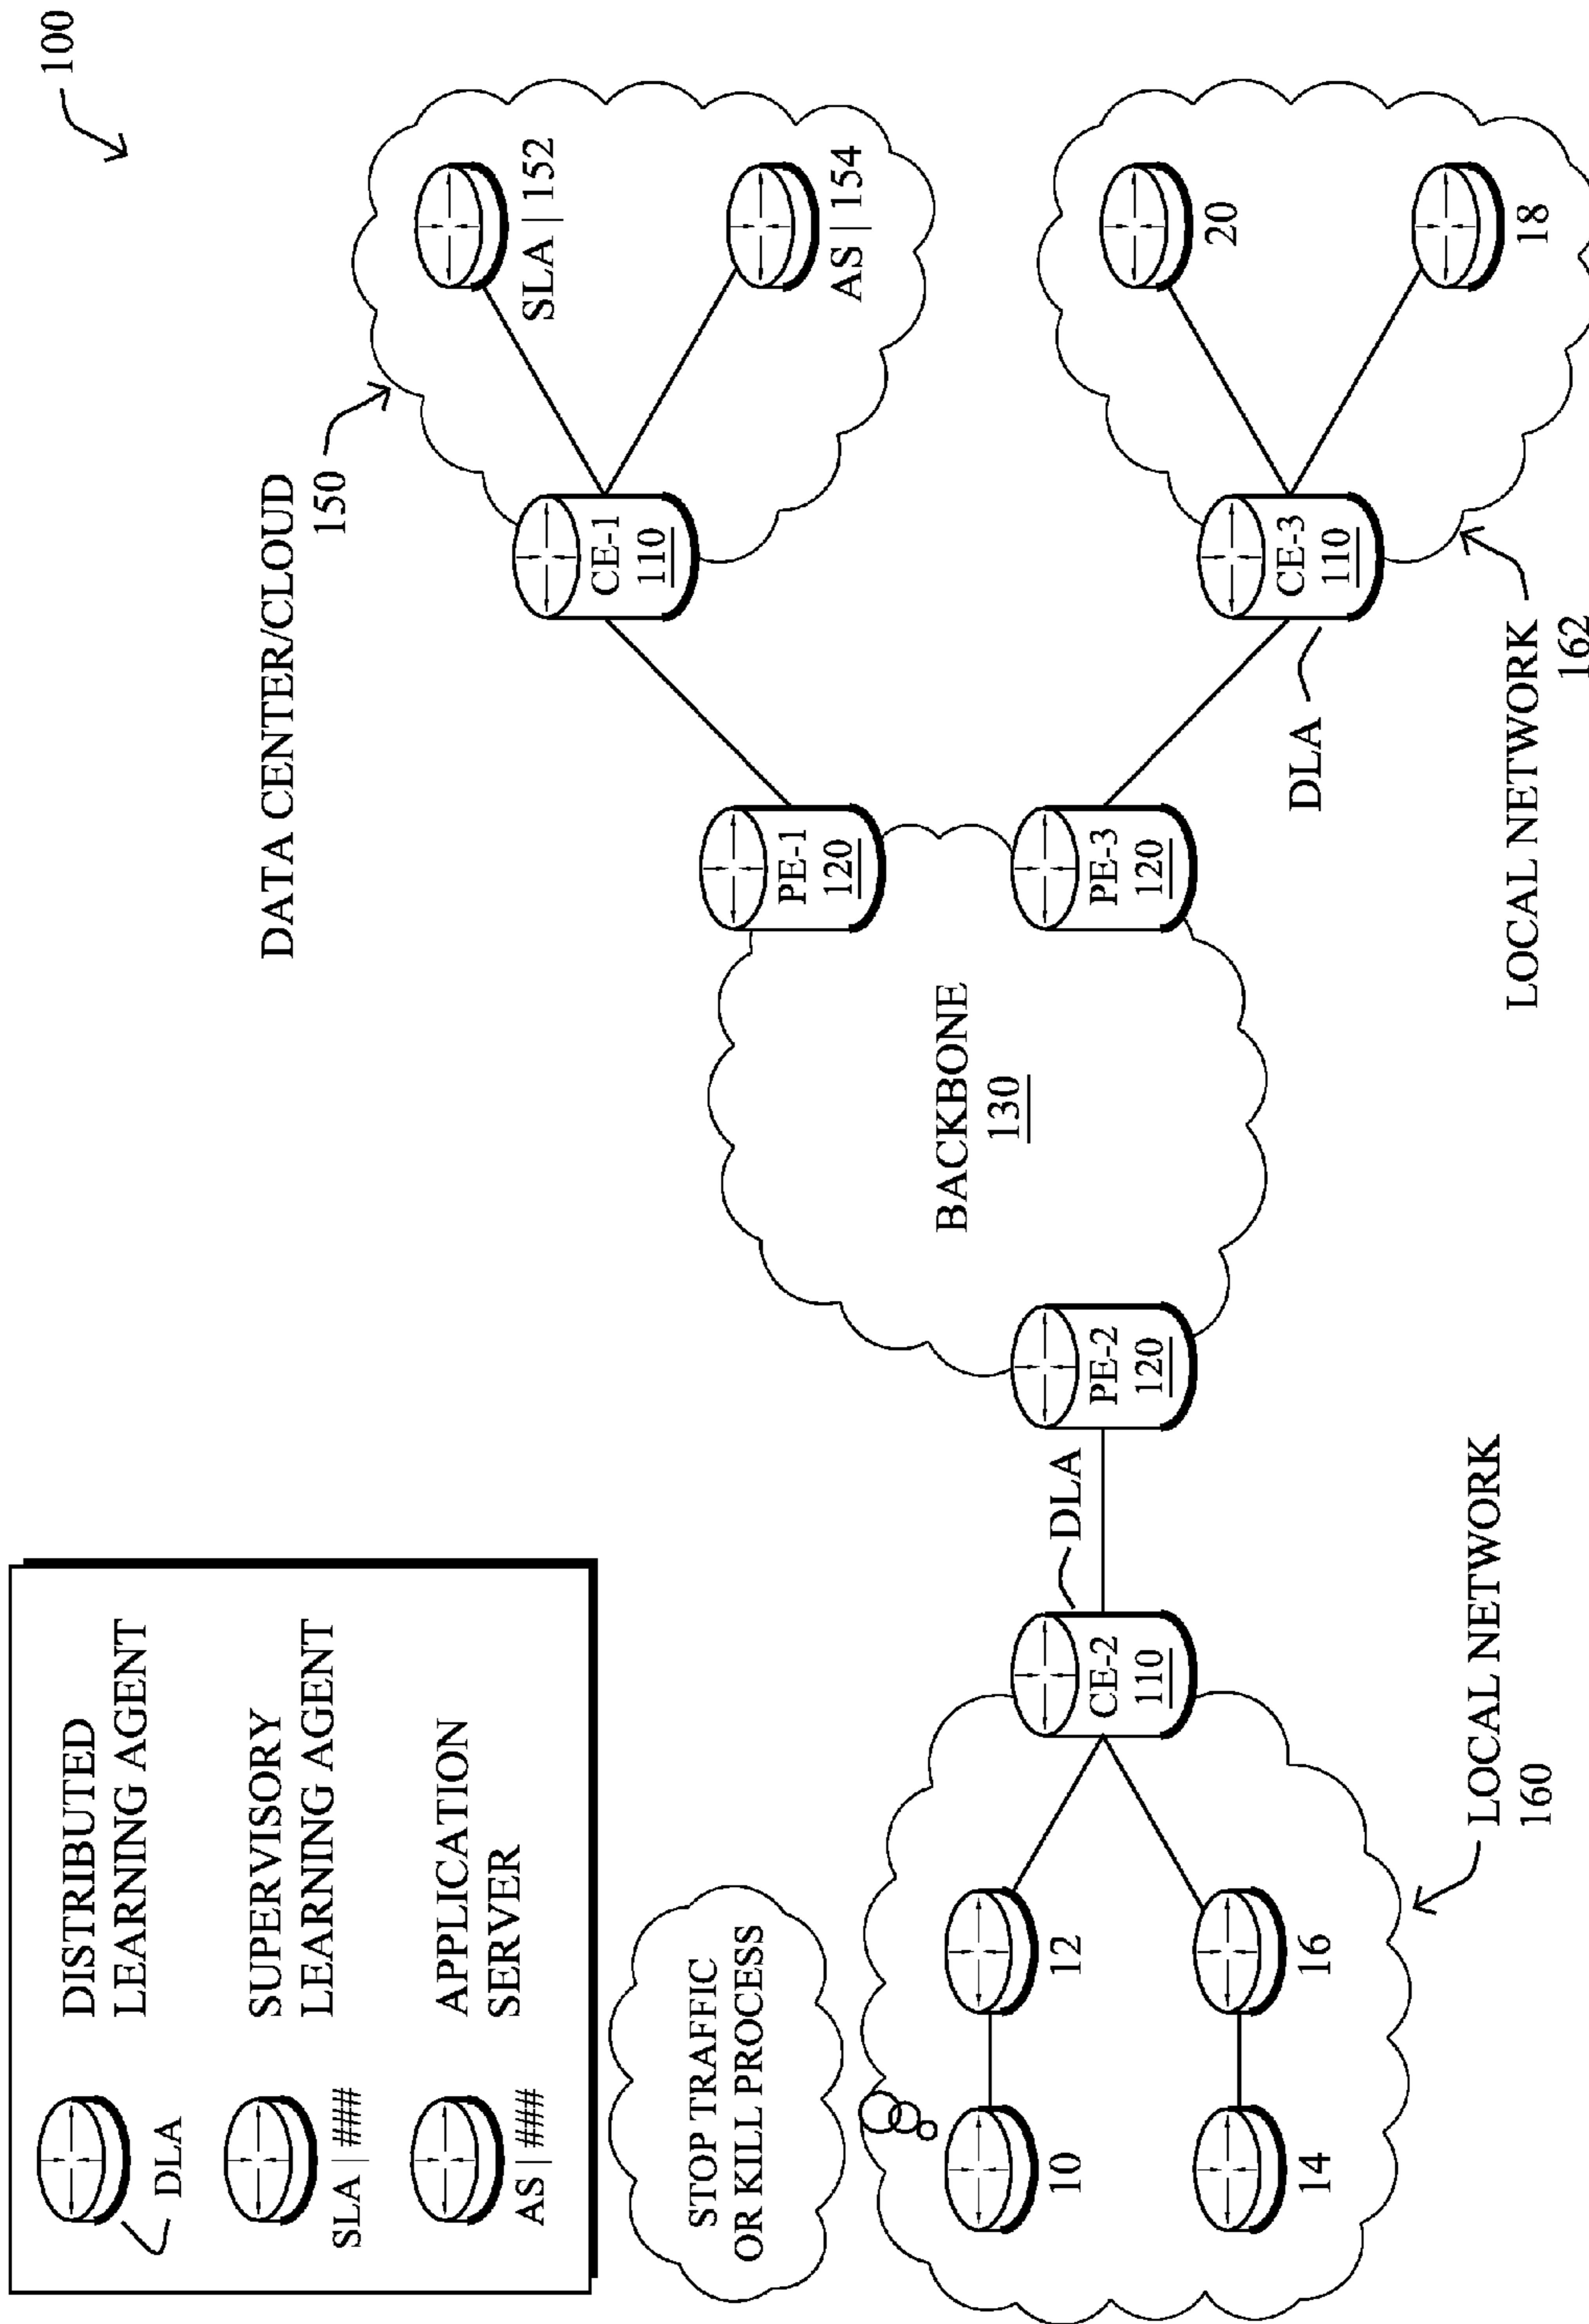 100
DISTRIBUTED
LEARNING AGENT
DLA
SUPERVISORY
LEARNING AGENT
SLA | ###
APPLICATION
SERVER
AS | ###
DATA CENTER/CLOUD
150
SLA | 152
AS | 154
CE-1
110
PE-1
120
STOP TRAFFIC
OR KILL PROCESS
BACKBONE
130
PE-3
120
PE-2
120
DLA
CE-2
110
10
12
14
16
LOCAL NETWORK
160
DLA
CE-3
110
20
18
LOCAL NETWORK
162